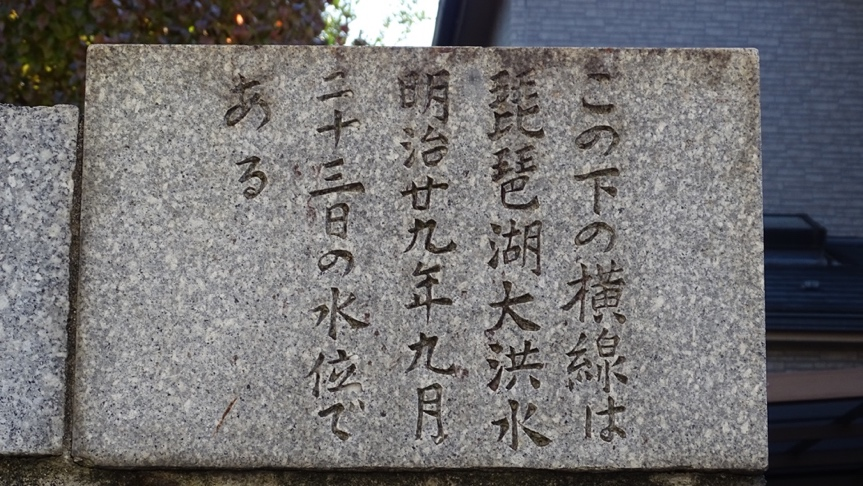 この下の横線は
琵琶湖大洪水
明治廿九年九月
二十三日の水位で
ある